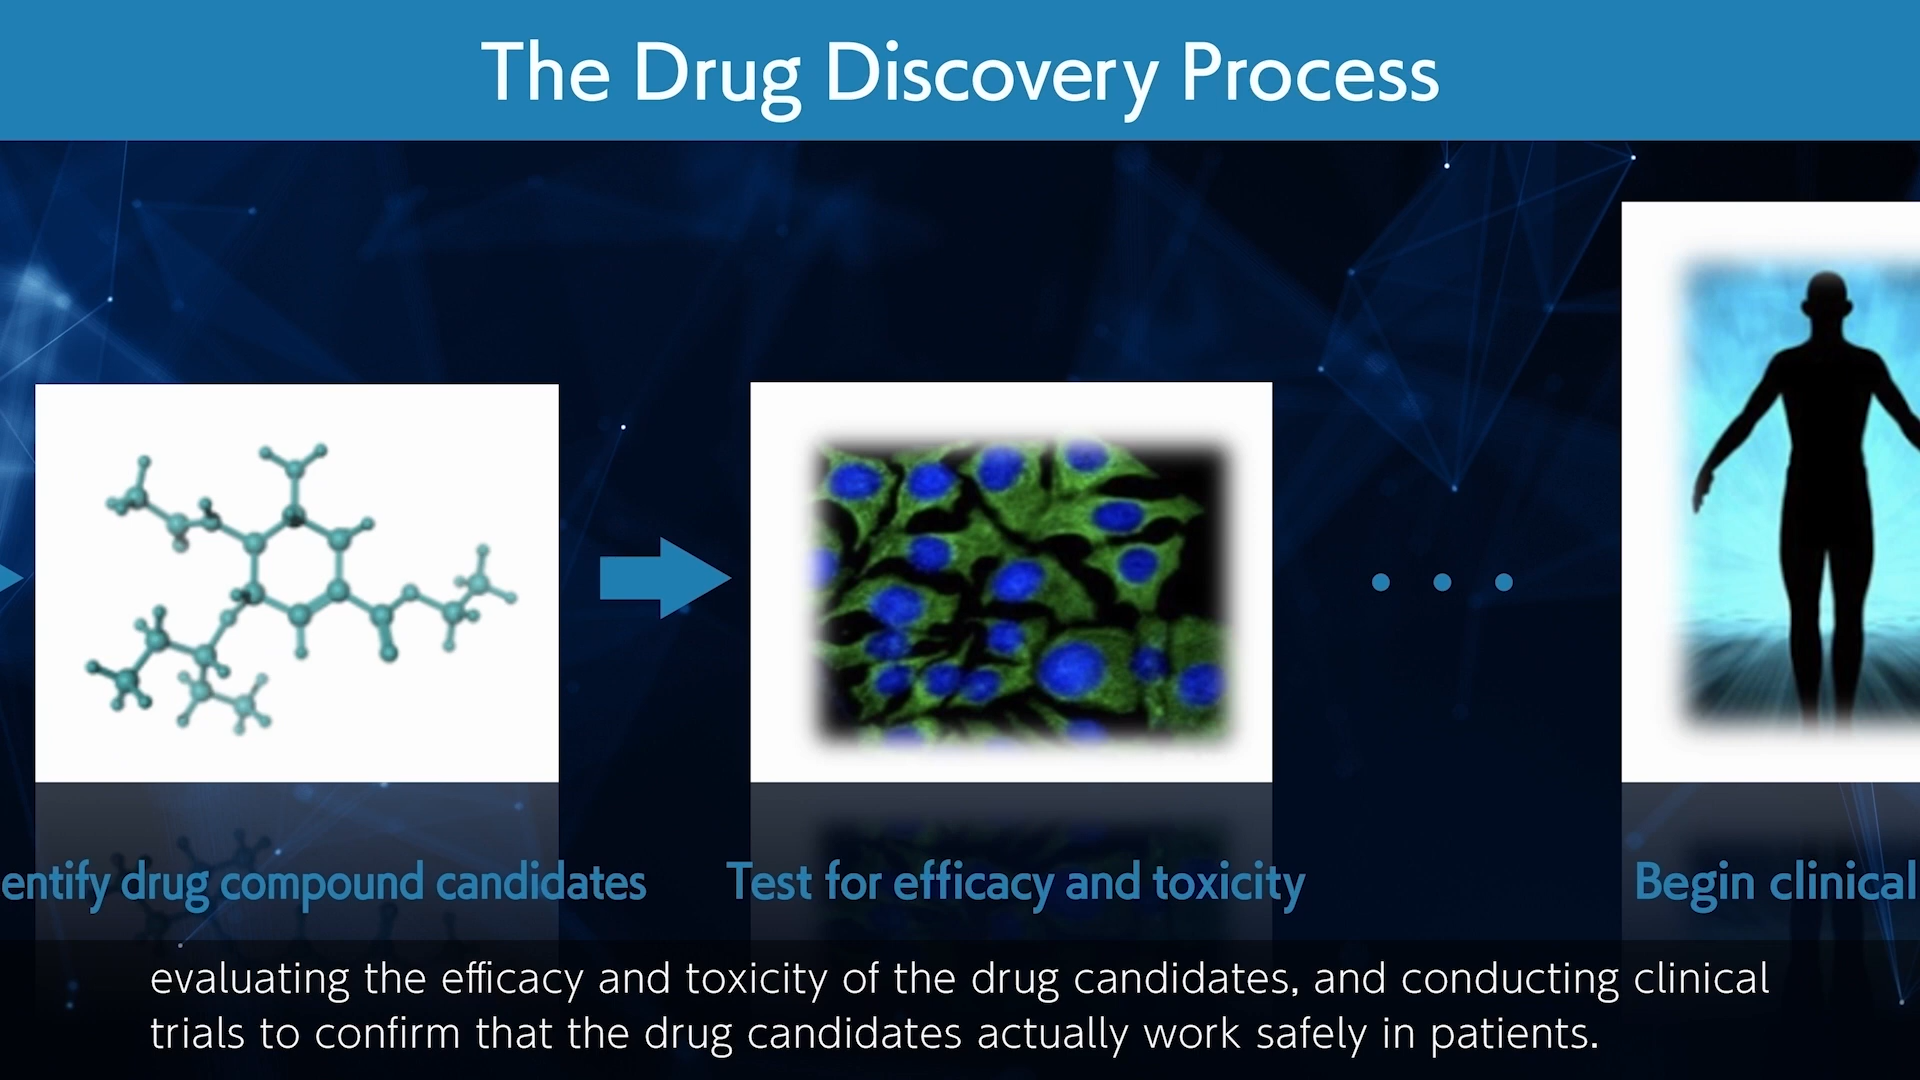 The Drug Discovery Process
entify drug compound candidates
Test for efficacy and toxicity
Begin clinical
evaluating the efficacy and toxicity of the drug candidates, and conducting clinical
trials to confirm that the drug candidates actually work safely in patients.